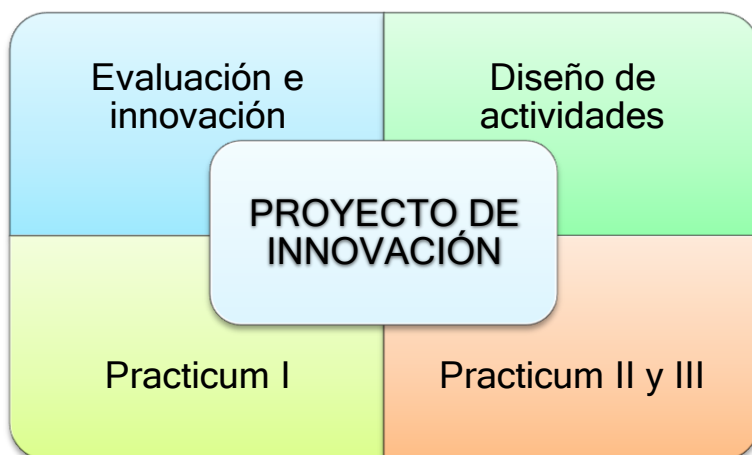 Evaluación e
innovación
Diseño de
actividades
PROYECTO DE
INNOVACIÓN
Practicum I
Practicum II y III